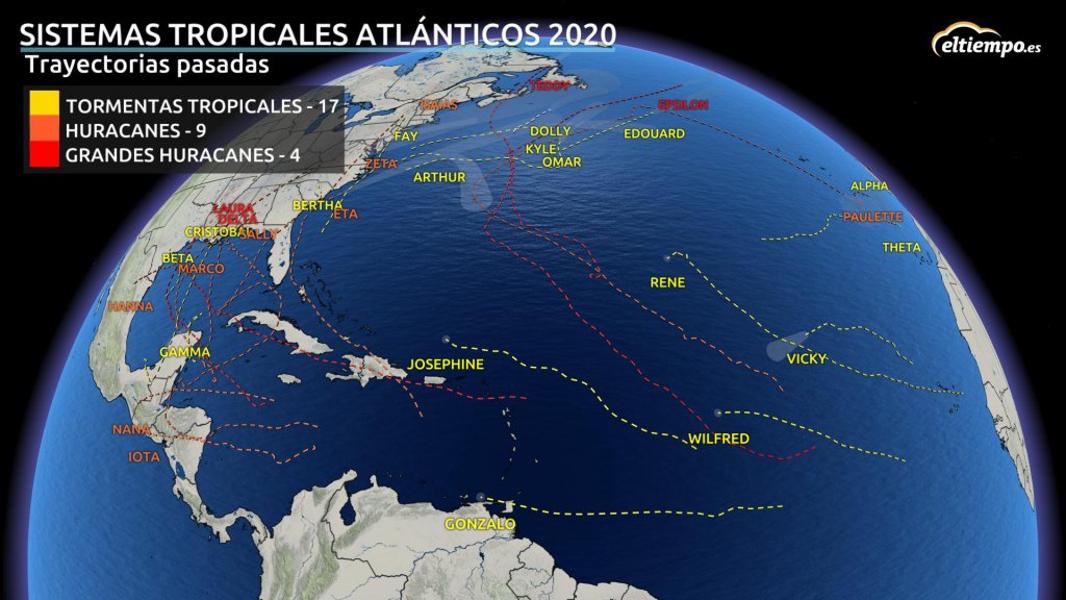 SISTEMAS TROPICALES ATLÁNTICOS 2020
Trayectorias pasadas
eltiempo.es
TORMENTAS TROPICALES - 17
HURACANES - 9
GRANDES HURACANES - 4
TEDDY
ISAIAS
EPSILON
FAY
DOLLY
EDOUARD
KYLE
ZETA
OMAR
ARTHUR
ALPHA
BERTHA
LAURA
ETA
DELTA
PAULETTE
CRISTOBAL
SALLY
THETA
BETA
MARCO
RENE
HANNA
GAMMA
VICKY
JOSEPHINE
NANA
WILFRED
IOTA
GONZALO